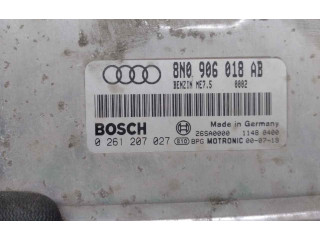 8N0 906 018 AB
BENZIN ME7.5 0002
Made in Germany
BOSCH 26SA0000 1148 0400
0 261 207 027 BPC MOTRONIC 00-07-19